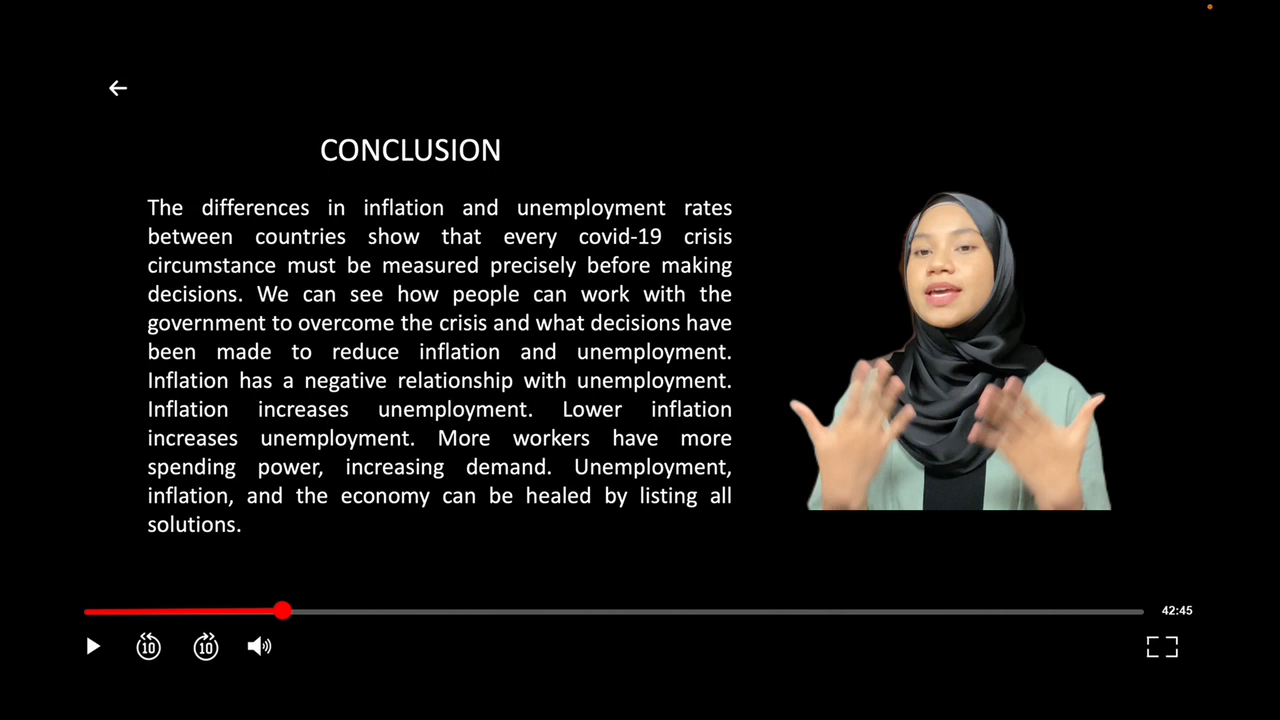 CONCLUSION
The differences in inflation and unemployment rates
between countries show that every covid-19 crisis
circumstance must be measured precisely before making
decisions. We can see how people can work with the
government to overcome the crisis and what decisions have
been made to reduce inflation and unemployment.
Inflation has a negative relationship with unemployment.
Inflation increases unemployment. Lower inflation
increases unemployment. More workers have more
spending power, increasing demand. Unemployment,
inflation, and the economy can be healed by listing all
solutions.
42:45
10 10